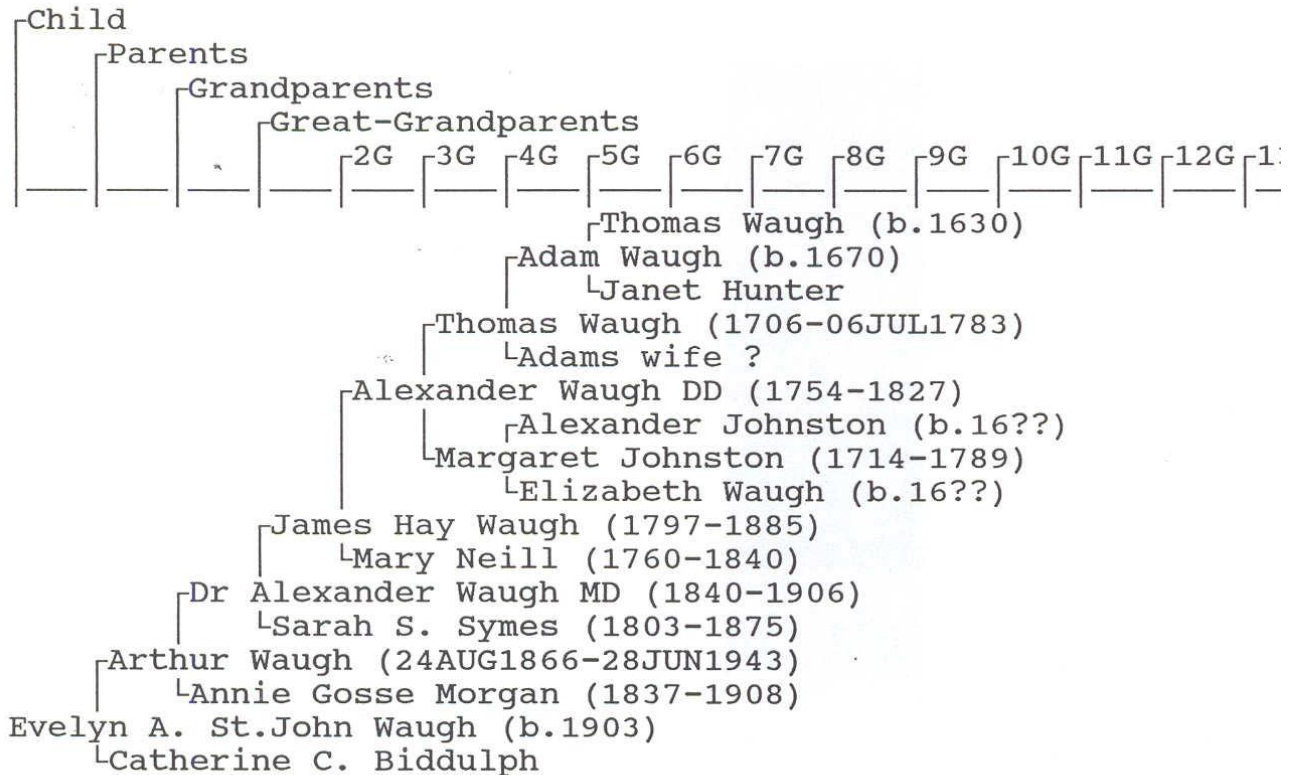 Child
Parents
Grandparents
Great-Grandparents
2G 3G 4G 5G 6G 7G 8G 9G 10G 11G 12G
Thomas Waugh (b.1630)
Adam Waugh (b.1670)
Janet Hunter
Thomas Waugh (1706-06JUL1783)
Adams wife ?
Alexander Waugh DD (1754-1827)
Alexander Johnston (b.16??)
Margaret Johnston (1714-1789)
Elizabeth Waugh (b.16??)
James Hay Waugh (1797-1885)
Mary Neill (1760-1840)
Dr Alexander Waugh MD (1840-1906)
Sarah S. Symes (1803-1875)
Arthur Waugh (24AUG1866-28JUN1943)
Annie Gosse Morgan (1837-1908)
Evelyn A. St.John Waugh (b.1903)
Catherine C. Biddulph